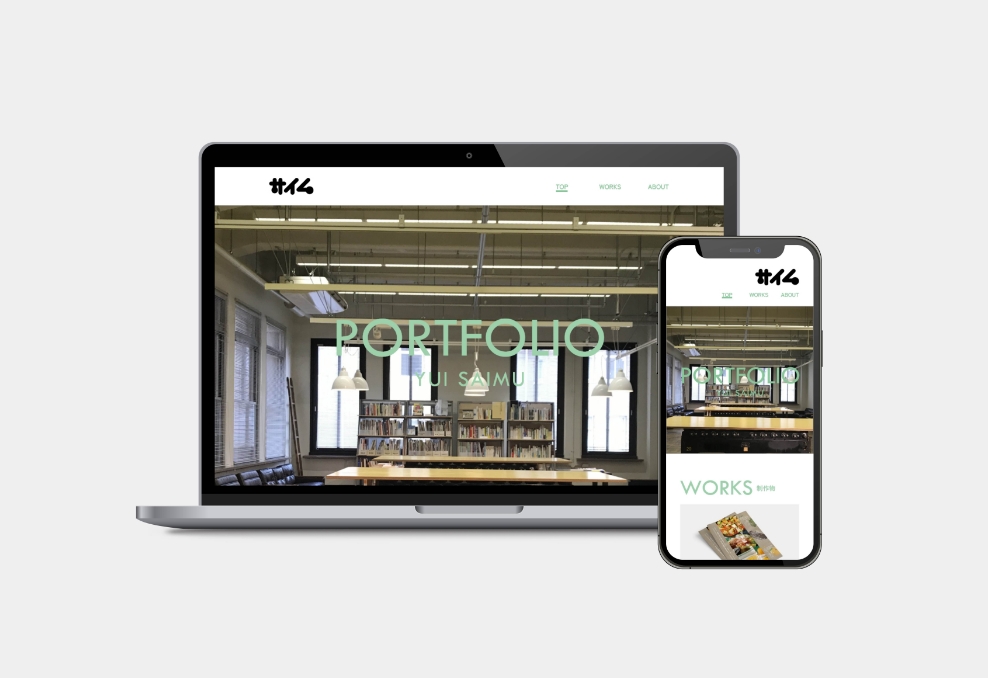 サイム
TOP WORKS ABOUT
PORTFOLIO
YUI SAIMU
サイム
TOP WORKS ABOUT
PORTFOLIO
YUI SAIMU
WORKS 制作物